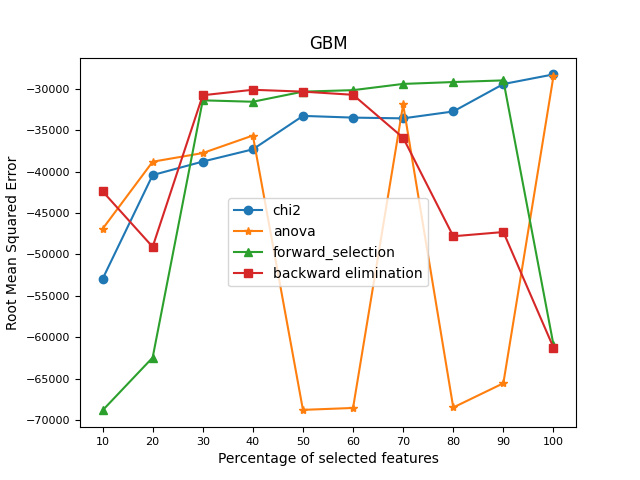 GBM
Root Mean Squared Error
−30000
−35000
−40000
−45000
−50000
−55000
−60000
−65000
−70000
chi2
anova
forward_selection
backward elimination
10 20 30 40 50 60 70 80 90 100
Percentage of selected features